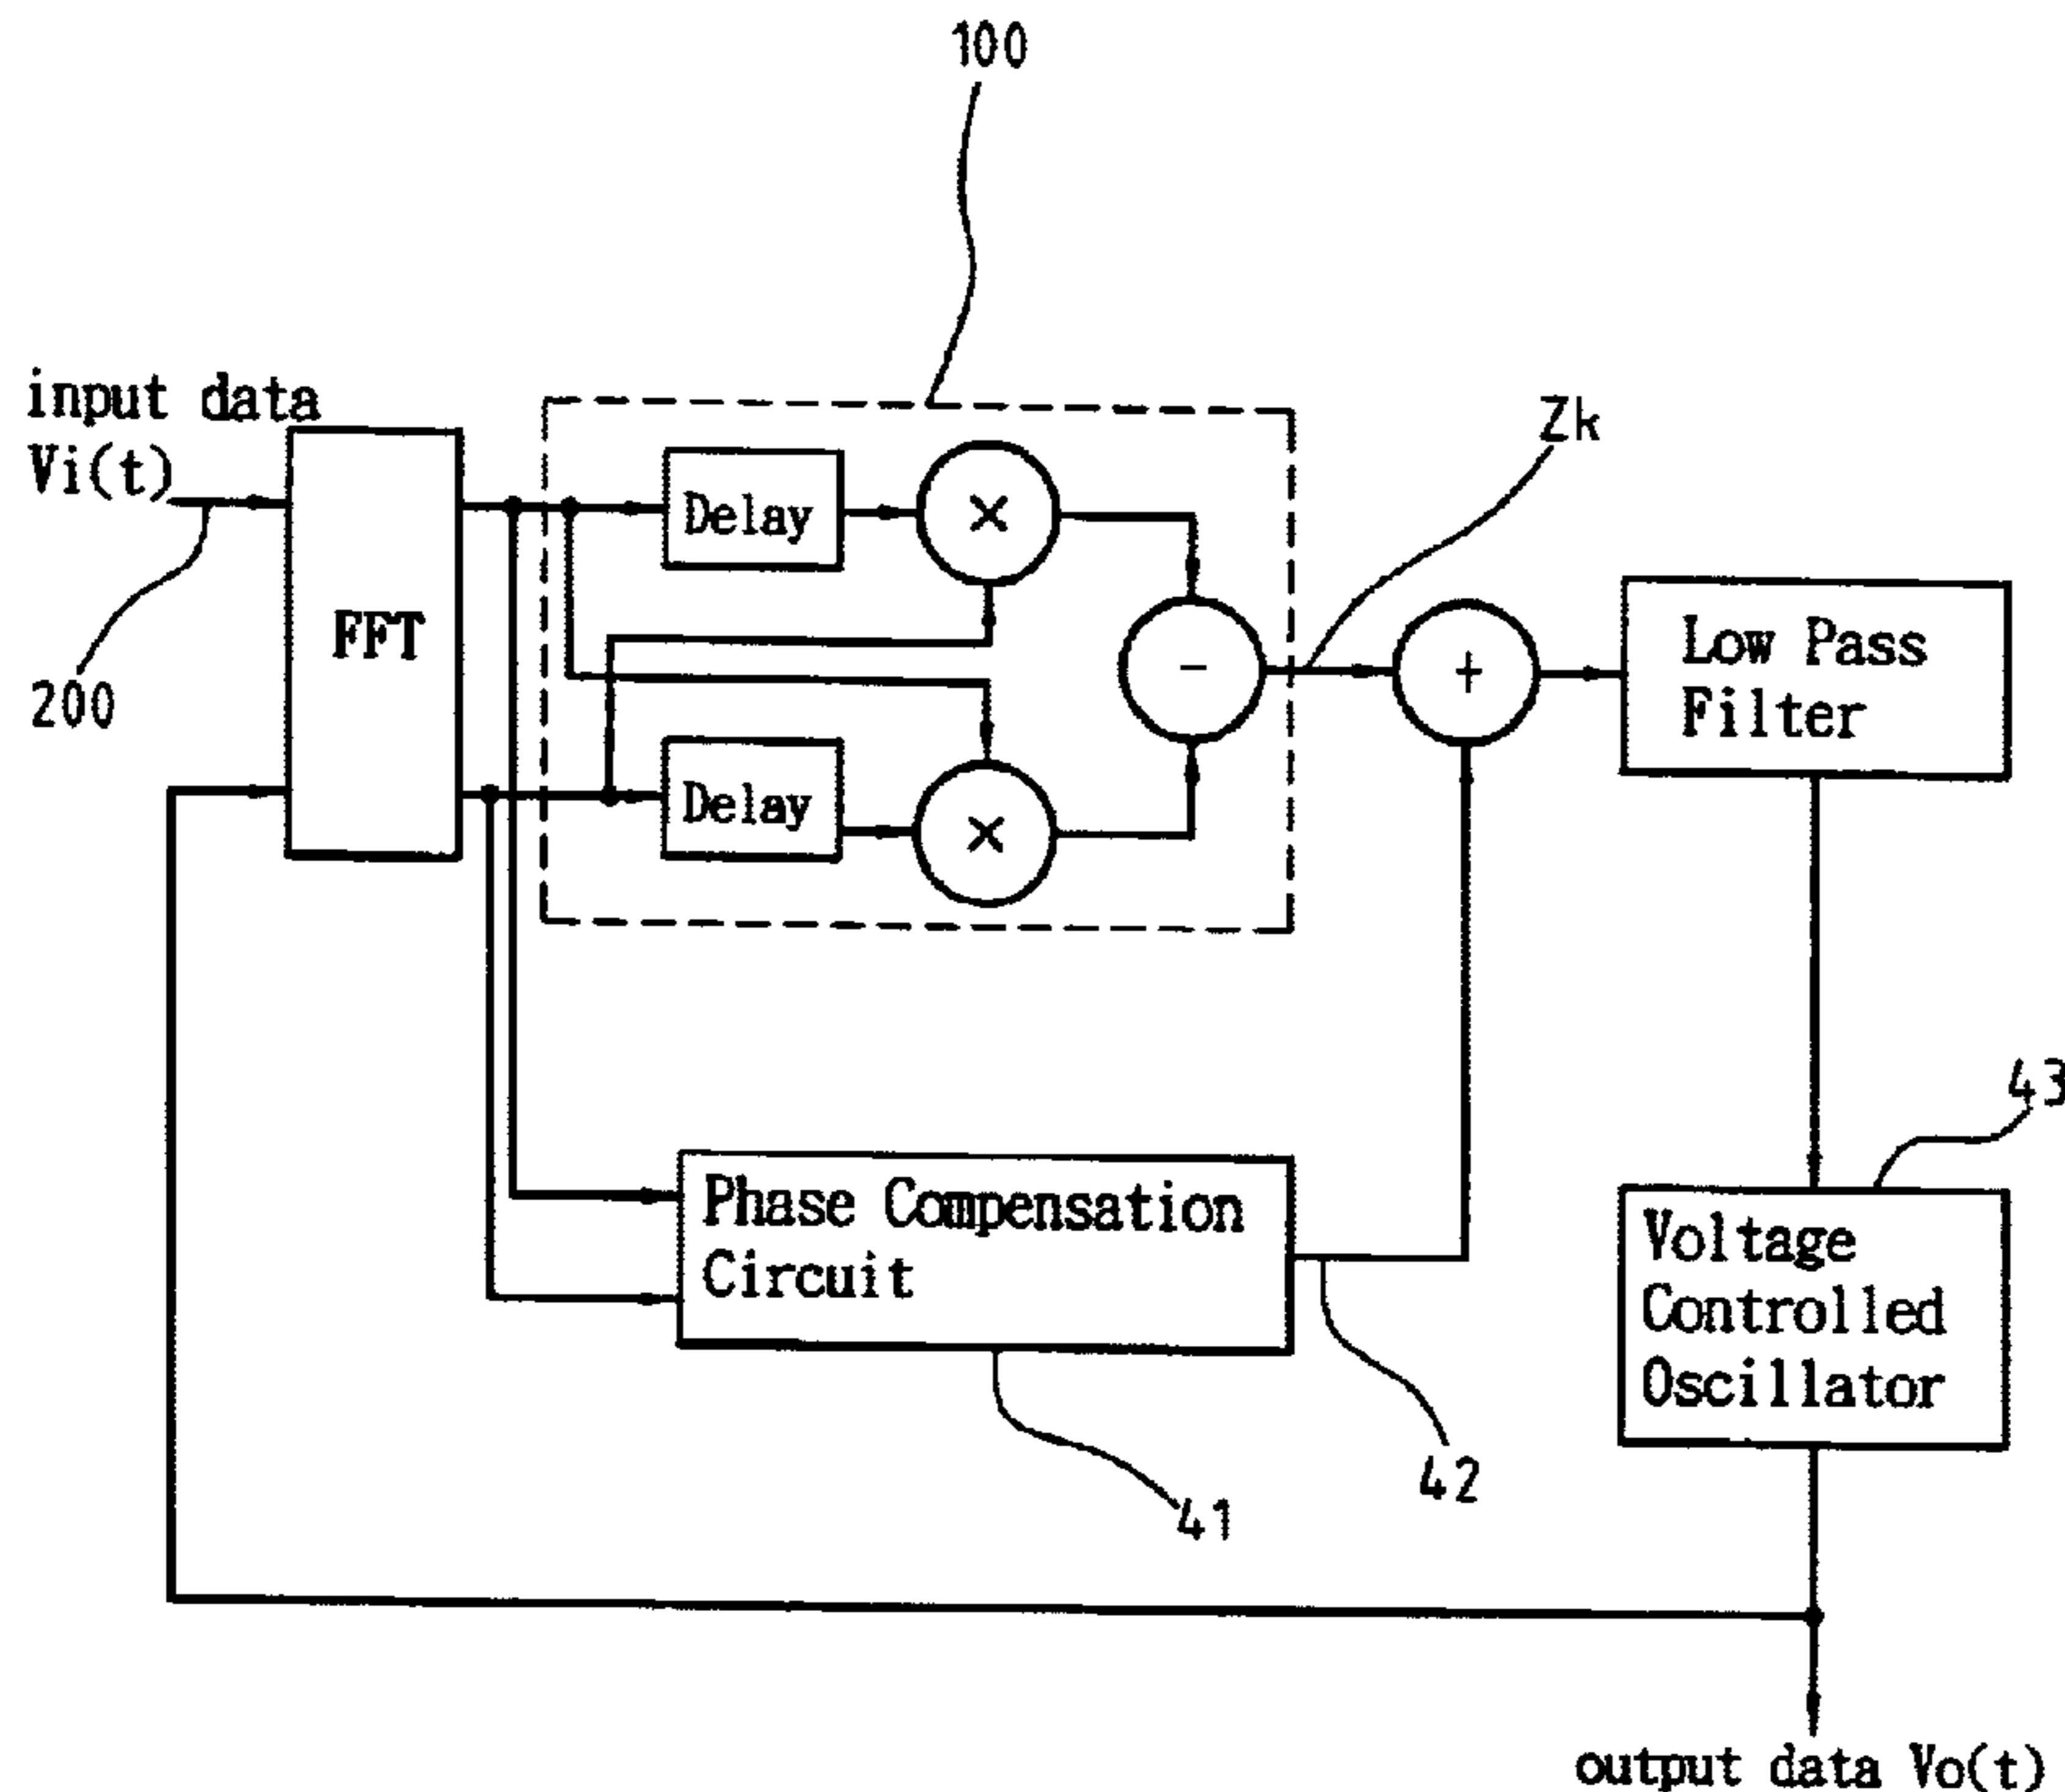 100
input data
Vi(t)
Zk
Delay
×
FFT
-
+
Low Pass
Filter
200
Delay
×
43
Phase Compensation
Circuit
Voltage
Controlled
Oscillator
42
41
output data Vo(t)